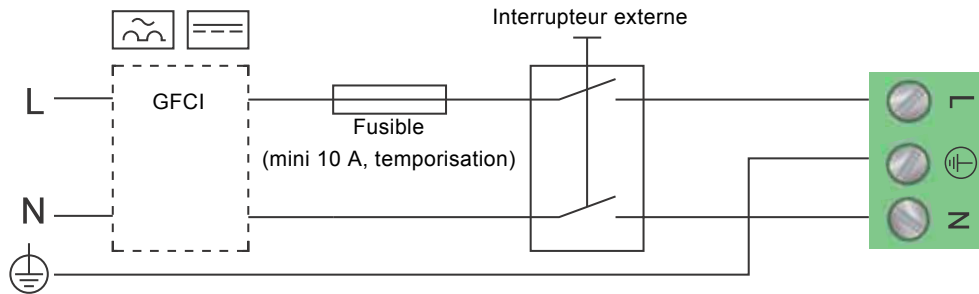 Interrupteur externe
L
GFCI
Fusible
(mini 10 A, temporisation)
N
L
N